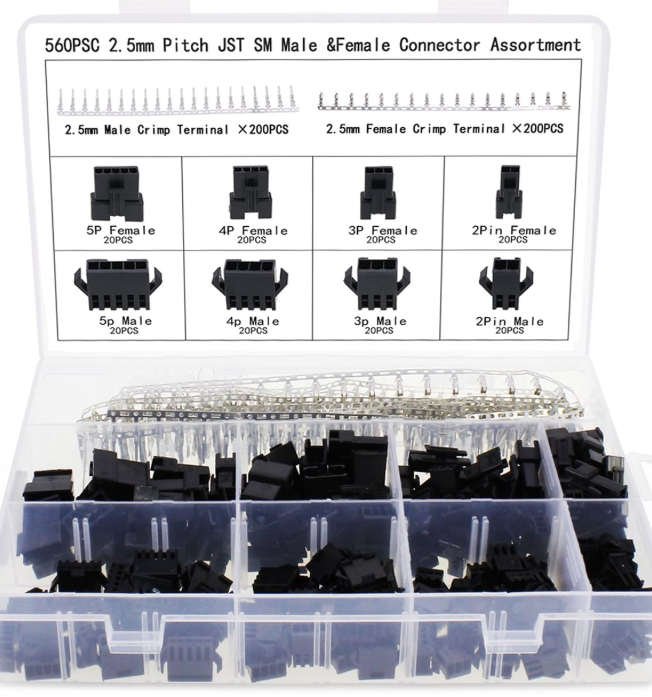 560PSC 2.5mm Pitch JST SM Male &Female Connector Assortment
2.5mm Male Crimp Terminal ×200PCS
2.5mm Female Crimp Terminal ×200PCS
5P Female
20PCS
4P Female
20PCS
3P Female
20PCS
2Pin Female
20PCS
5p Male
20PCS
4p Male
20PCS
3p Male
20PCS
2Pin Male
20PCS